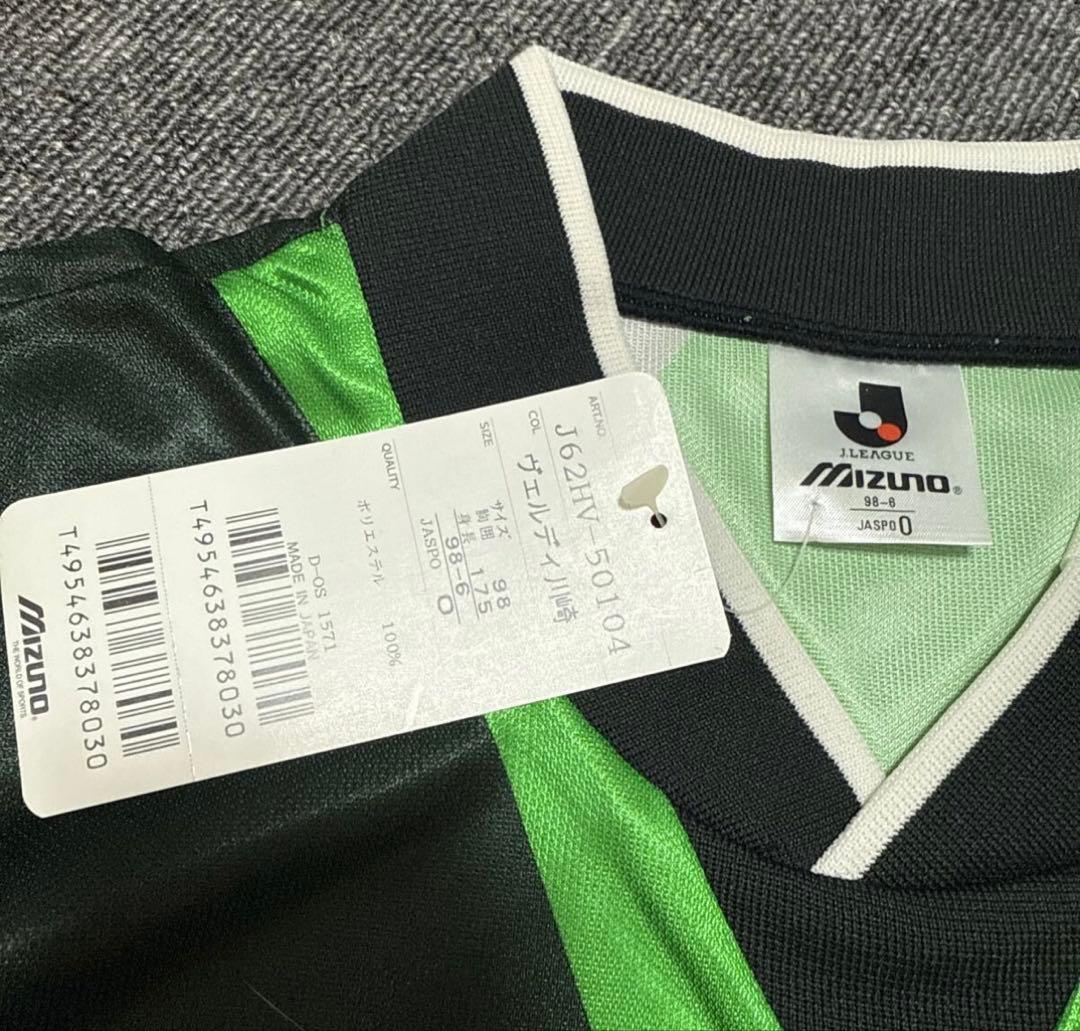 ART.NO.
J62HV-50104
COL
ヴェルディ川崎
SIZE
サイズ 98
胸囲 175
身長 98-6
JASPO O
QUALITY
ポリエステル 100%
D-OS 1571
MADE IN JAPAN
T4954638378030
T4954638378030
Mizuno®
THE WORLD OF SPORTS
J.LEAGUE
Mizuno®
98-6
JASPO O